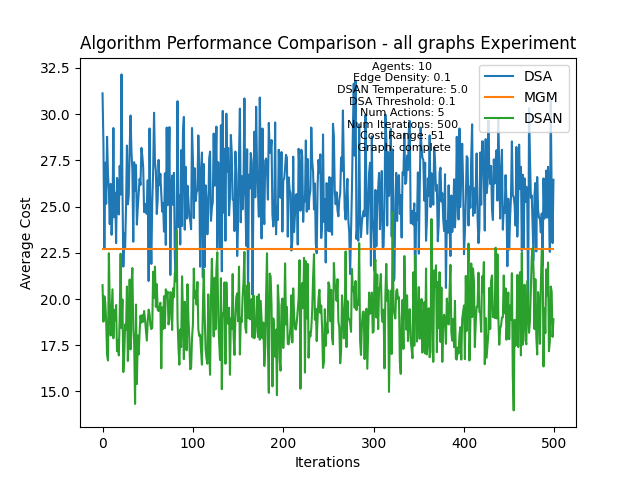 Algorithm Performance Comparison - all graphs Experiment
Agents: 10
Edge Density: 0.1
DSAN Temperature: 5.0
DSA Threshold: 0.1
Num Actions: 5
Num Iterations: 500
Cost Range: 51
Graph: complete
DSA
MGM
DSAN
Average Cost
32.5
30.0
27.5
25.0
22.5
20.0
17.5
15.0
0 100 200 300 400 500
Iterations